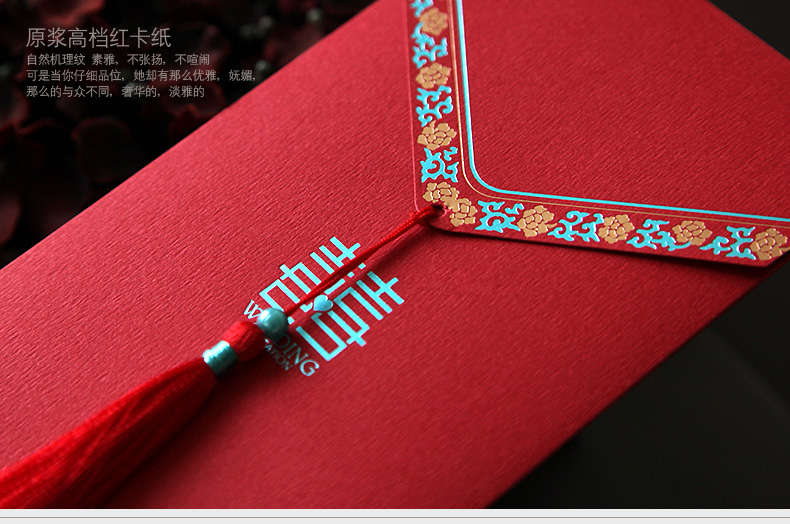 原浆高档红卡纸
自然机理纹 素雅, 不张扬, 不喧闹
可是当你仔细品位, 她却有那么优雅, 妩媚,
那么的与众不同, 奢华的, 淡雅的
囍
WEDDING